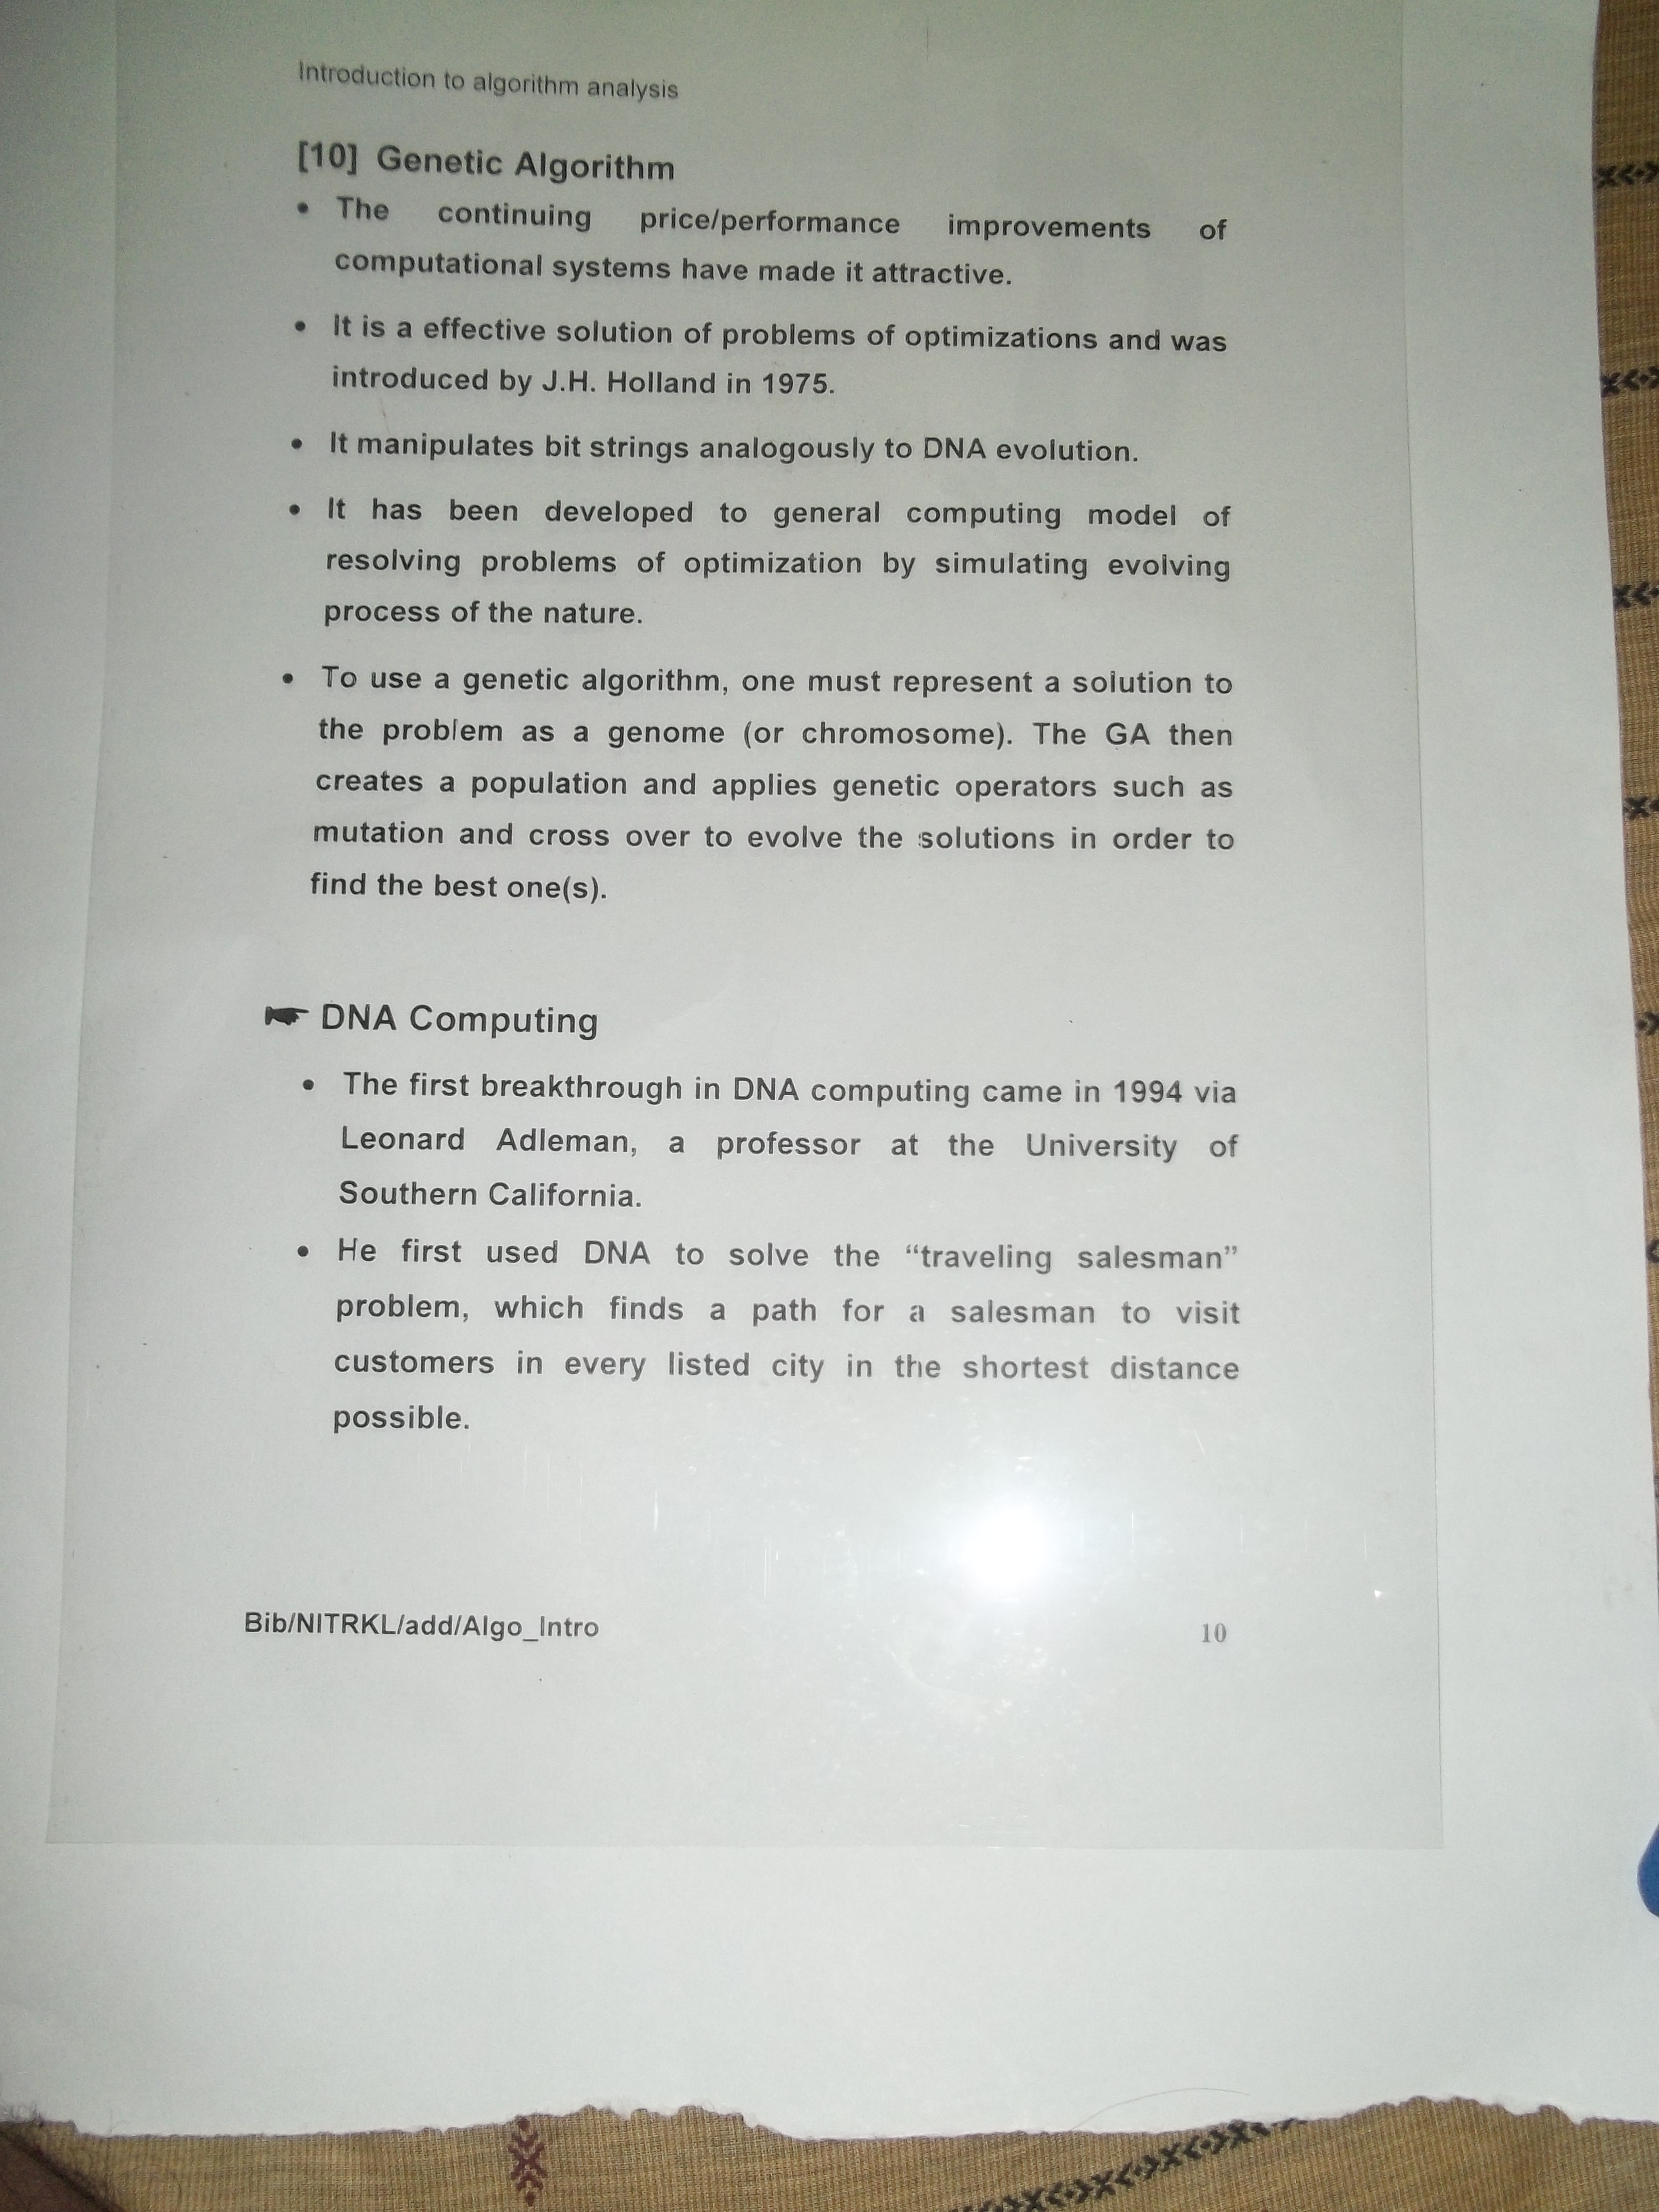 Introduction to algorithm analysis
[10] Genetic Algorithm
• The continuing price/performance improvements of
computational systems have made it attractive.
• It is a effective solution of problems of optimizations and was
introduced by J.H. Holland in 1975.
• It manipulates bit strings analogously to DNA evolution.
• It has been developed to general computing model of
resolving problems of optimization by simulating evolving
process of the nature.
• To use a genetic algorithm, one must represent a solution to
the problem as a genome (or chromosome). The GA then
creates a population and applies genetic operators such as
mutation and cross over to evolve the solutions in order to
find the best one(s).
☛ DNA Computing
• The first breakthrough in DNA computing came in 1994 via
Leonard Adleman, a professor at the University of
Southern California.
• He first used DNA to solve the “traveling salesman”
problem, which finds a path for a salesman to visit
customers in every listed city in the shortest distance
possible.
Bib/NITRKL/add/Algo_Intro 10